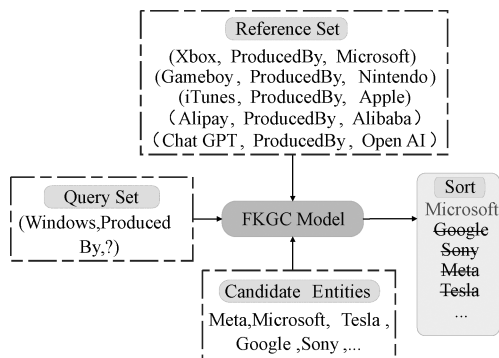 Reference Set
(Xbox, ProducedBy, Microsoft)
(Gameboy, ProducedBy, Nintendo)
(iTunes, ProducedBy, Apple)
(Alipay, ProducedBy, Alibaba)
(Chat GPT, ProducedBy, Open AI)
Query Set
(Windows,Produced
By,?)
FKGC Model
Sort
Microsoft
Google
Sony
Meta
Tesla
...
Candidate Entities
Meta,Microsoft, Tesla ,
Google ,Sony ,...